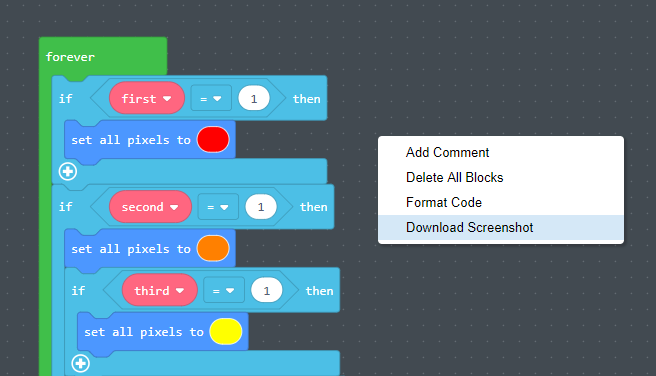 forever
if first = 1 then
set all pixels to
if second = 1 then
set all pixels to
if third = 1 then
set all pixels to
Add Comment
Delete All Blocks
Format Code
Download Screenshot